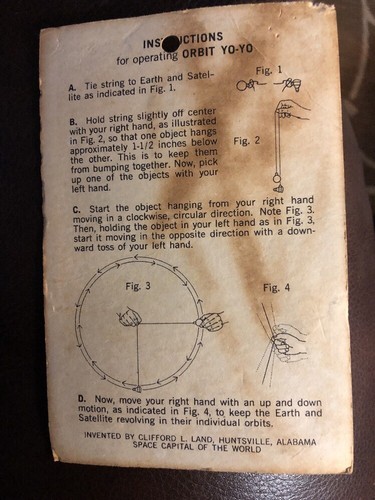 INS UCTIONS
for operating ORBIT YO-YO
A. Tie string to Earth and Satel-
lite as indicated in Fig. 1.
Fig. 1
B. Hold string slightly off center
with your right hand, as illustrated
in Fig. 2, so that one object hangs
approximately 1-1/2 inches below
the other. This is to keep them
from bumping together. Now, pick
up one of the objects with your
left hand.
Fig. 2
C. Start the object hanging from your right hand
moving in a clockwise, circular direction. Note Fig. 3.
Then, holding the object in your left hand as in Fig. 3,
start it moving in the opposite direction with a down-
ward toss of your left hand.
Fig. 3
Fig. 4
D. Now, move your right hand with an up and down
motion, as indicated in Fig. 4, to keep the Earth and
Satellite revolving in their individual orbits.
INVENTED BY CLIFFORD L. LAND, HUNTSVILLE, ALABAMA
SPACE CAPITAL OF THE WORLD